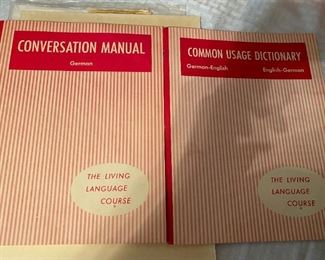 CONVERSATION MANUAL
German
THE LIVING
LANGUAGE
COURSE
COMMON USAGE DICTIONARY
German-English English-German
THE LIVING
LANGUAGE
COURSE